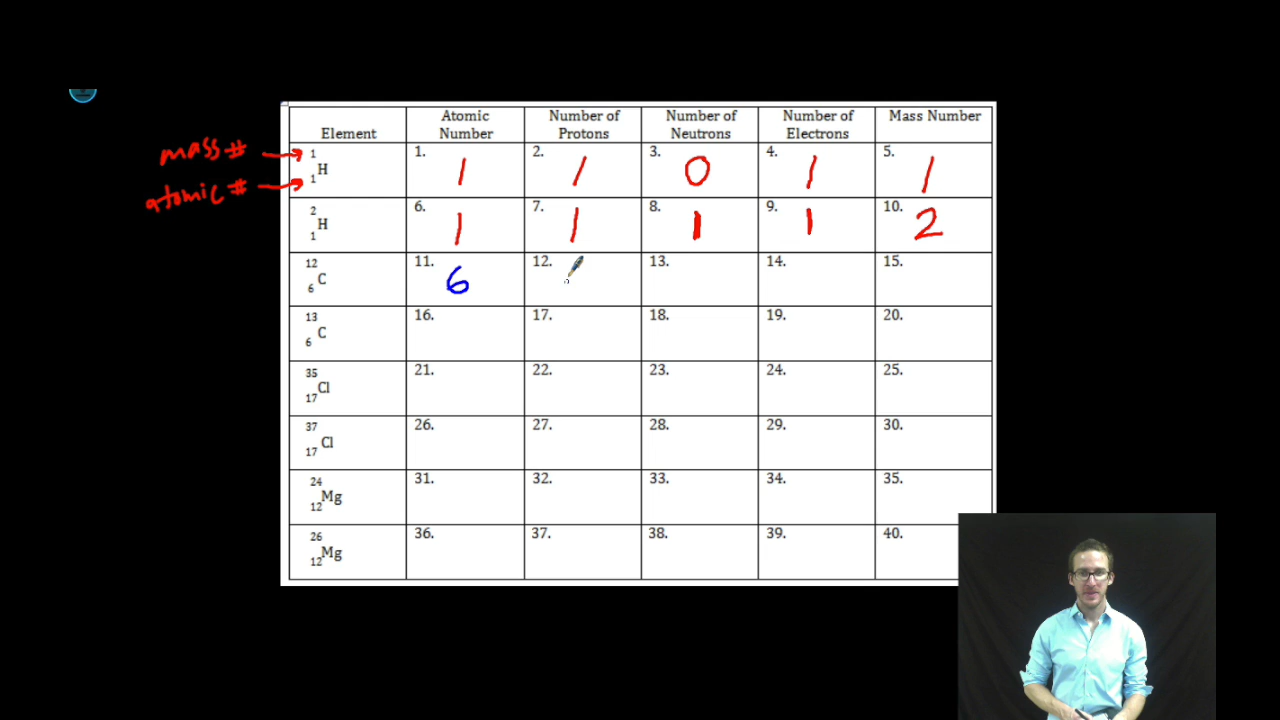 Element Atomic Number Number of Protons Number of Neutrons Number of Electrons Mass Number
mass # → 1
H 1. 1 2. 1 3. 0 4. 1 5. 1
atomic # → 1
2
H 6. 1 7. 1 8. 1 9. 1 10. 2
1
12
C 11. 6 12. 13. 14. 15.
6
13
C 16. 17. 18. 19. 20.
6
35
Cl 21. 22. 23. 24. 25.
17
37
Cl 26. 27. 28. 29. 30.
17
24
Mg 31. 32. 33. 34. 35.
12
26
Mg 36. 37. 38. 39. 40.
12